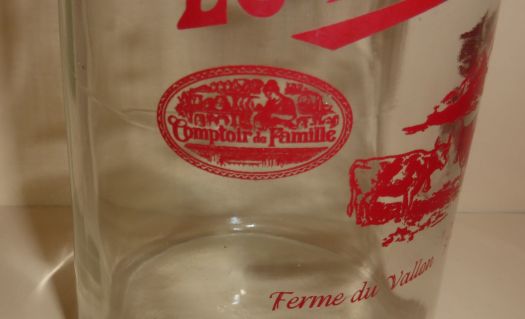 Comptoir de Famille
Ferme du Vallon